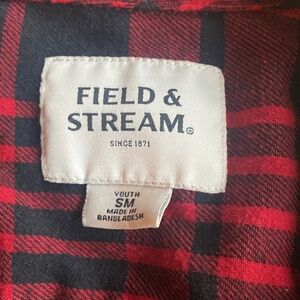 FIELD &
STREAM®
SINCE 1871
YOUTH
SM
MADE IN
BANGLADESH